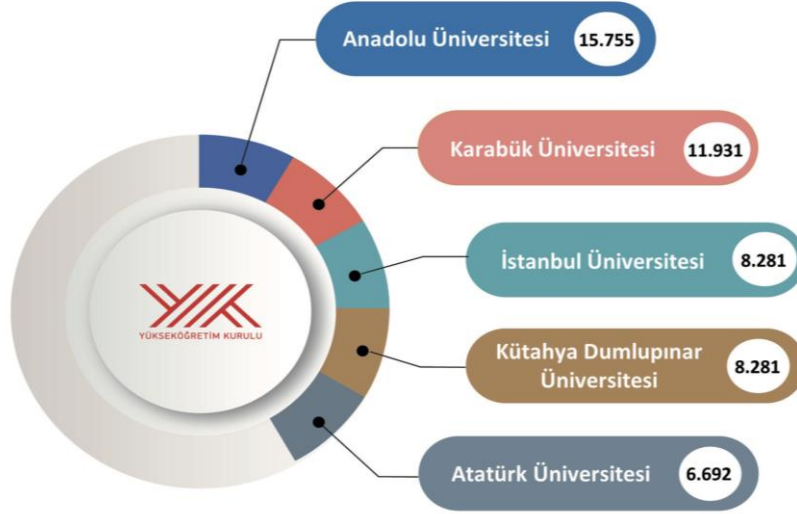 Anadolu Üniversitesi 15.755
Karabük Üniversitesi 11.931
İstanbul Üniversitesi 8.281
YÜKSEKÖĞRETİM KURULU
Kütahya Dumlupınar
Üniversitesi 8.281
Atatürk Üniversitesi 6.692